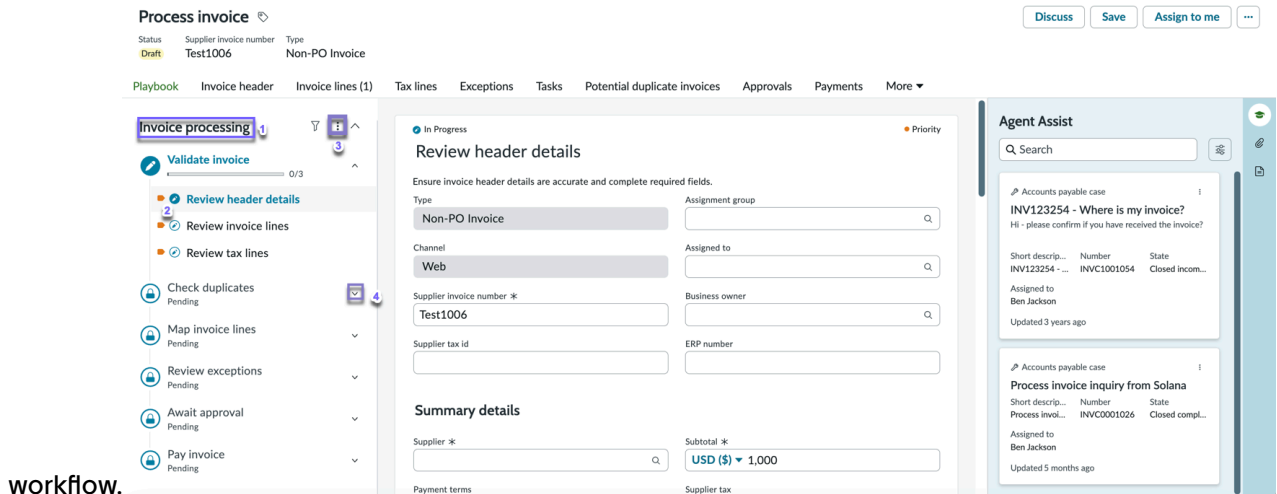 Process invoice
Discuss Save Assign to me ...
Status Supplier invoice number Type
Draft Test1006 Non-PO Invoice
Playbook Invoice header Invoice lines (1) Tax lines Exceptions Tasks Potential duplicate invoices Approvals Payments More
Invoice processing 1
3
Validate invoice
0/3
Review header details
2
Review invoice lines
Review tax lines
Check duplicates
Pending
4
Map invoice lines
Pending
Review exceptions
Pending
Await approval
Pending
Pay invoice
Pending
In Progress Priority
Review header details
Ensure invoice header details are accurate and complete required fields.
Type Assignment group
Non-PO Invoice
Channel Assigned to
Web
Supplier invoice number * Business owner
Test1006
Supplier tax id ERP number
Summary details
Supplier * Subtotal *
USD ($) 1,000
Payment terms Supplier tax
Agent Assist
Search
Accounts payable case
INV123254 - Where is my invoice?
Hi - please confirm if you have received the invoice?
Short descrip... Number State
INV123254 - ... INVC1001054 Closed incom...
Assigned to
Ben Jackson
Updated 3 years ago
Accounts payable case
Process invoice inquiry from Solana
Short descrip... Number State
Process invoi... INVC0001026 Closed compl...
Assigned to
Ben Jackson
Updated 5 months ago
workflow.